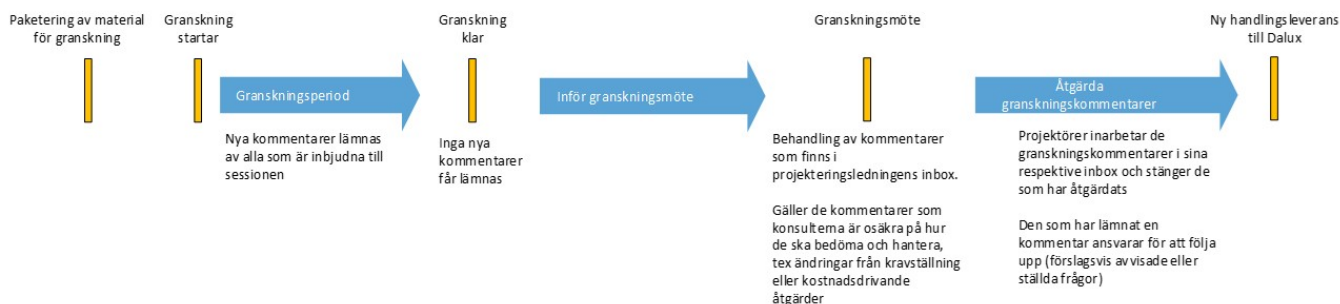 Paketering av material
för granskning
Granskning
startar
Granskning
klar
Granskningsmöte
Ny handlingsleverans
till Dalux
Granskningsperiod
Inför granskningsmöte
Åtgärda
granskningskommentarer
Nya kommentarer lämnas
av alla som är inbjudna till
sessionen
Inga nya
kommentarer
får lämnas
Behandling av kommentarer
som finns i
projekteringsledningens inbox.
Gäller de kommentarer som
konsulterna är osäkra på hur
de ska bedöma och hantera,
tex ändringar från kravställning
eller kostnadsdrivande
åtgärder
Projektörer inarbetar de
granskningskommentarer i sina
respektive inbox och stänger de
som har åtgärdats
Den som har lämnat en
kommentar ansvarar för att följa
upp (förslagsvis avvisade eller
ställda frågor)